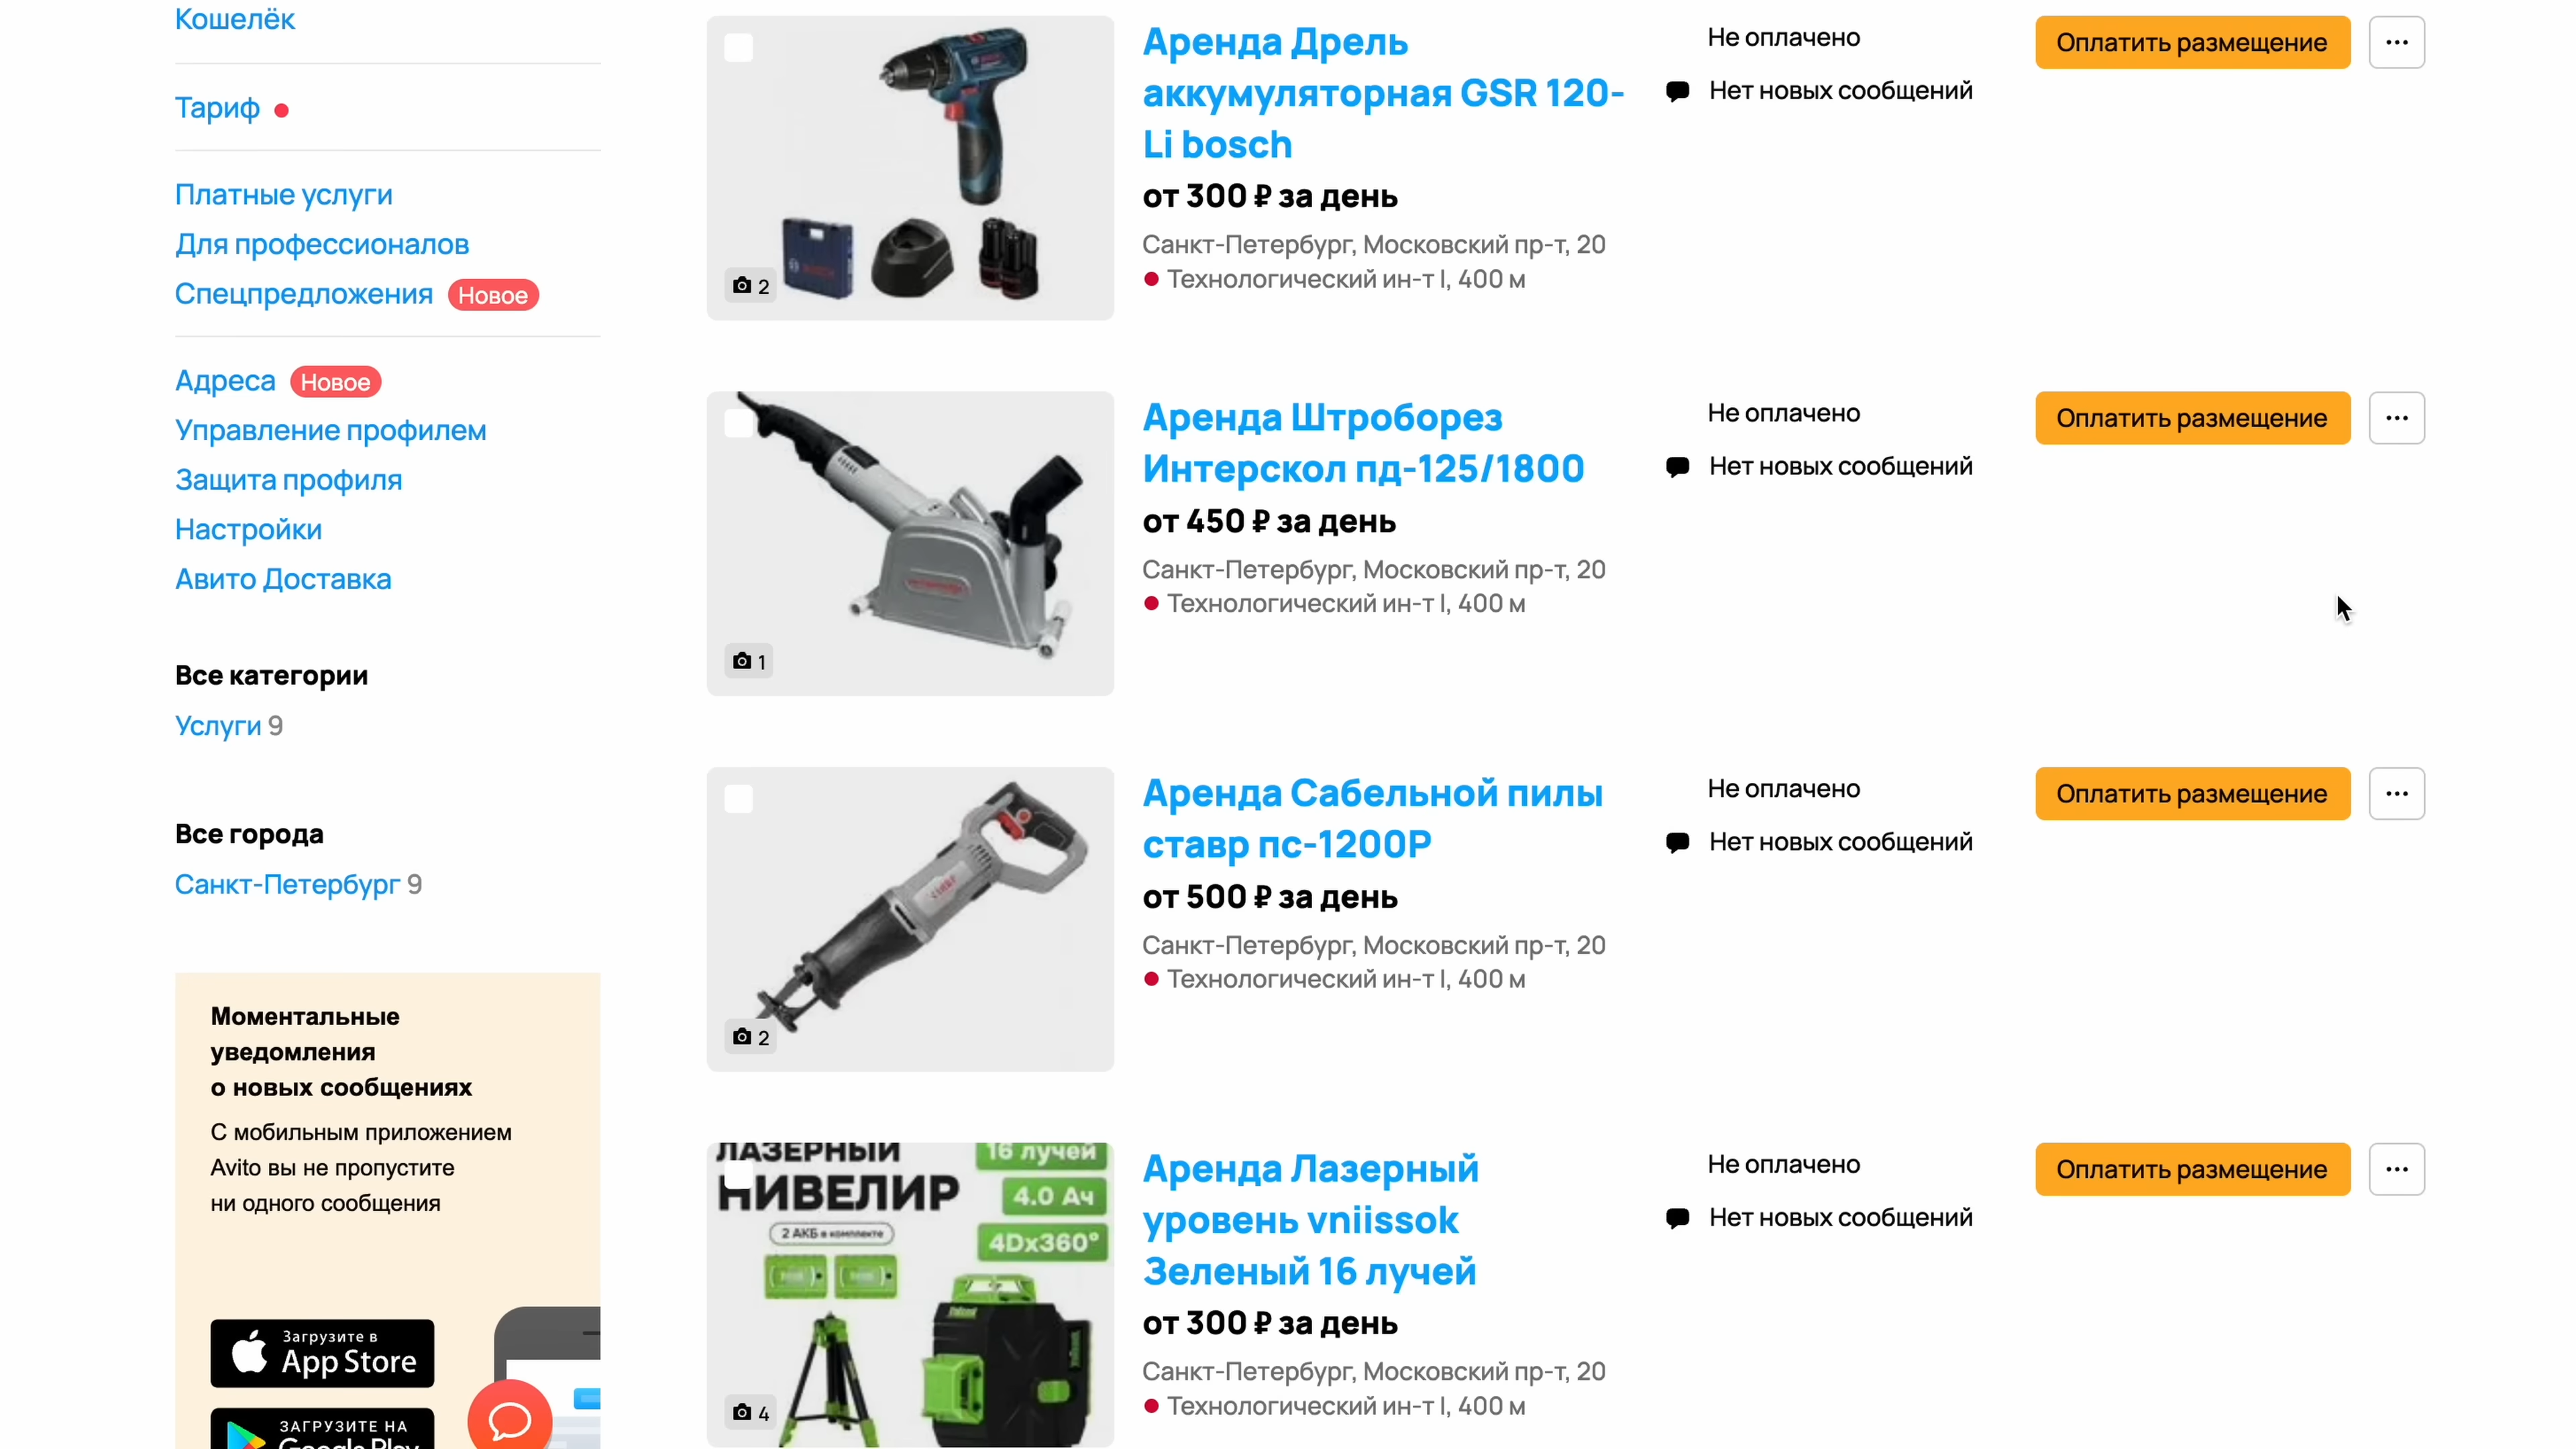 Кошелёк
Тариф
Платные услуги
Для профессионалов
Спецпредложения Новое
Адреса Новое
Управление профилем
Защита профиля
Настройки
Авито Доставка
Все категории
Услуги 9
Все города
Санкт-Петербург 9
Моментальные
уведомления
о новых сообщениях
С мобильным приложением
Avito вы не пропустите
ни одного сообщения
Загрузите в
App Store
ЗАГРУЗИТЕ НА
Google Play
2
Аренда Дрель
аккумуляторная GSR 120-
Li bosch
от 300 ₽ за день
Санкт-Петербург, Московский пр-т, 20
Технологический ин-т I, 400 м
Не оплачено
Нет новых сообщений
Оплатить размещение
1
Аренда Штроборез
Интерскол пд-125/1800
от 450 ₽ за день
Санкт-Петербург, Московский пр-т, 20
Технологический ин-т I, 400 м
Не оплачено
Нет новых сообщений
Оплатить размещение
2
Аренда Сабельной пилы
ставр пс-1200Р
от 500 ₽ за день
Санкт-Петербург, Московский пр-т, 20
Технологический ин-т I, 400 м
Не оплачено
Нет новых сообщений
Оплатить размещение
ЛАЗЕРНЫЙ
НИВЕЛИР
16 лучей
4.0 Ач
2 АКБ в комплекте
4Dx360°
4
Аренда Лазерный
уровень vniissok
Зеленый 16 лучей
от 300 ₽ за день
Санкт-Петербург, Московский пр-т, 20
Технологический ин-т I, 400 м
Не оплачено
Нет новых сообщений
Оплатить размещение